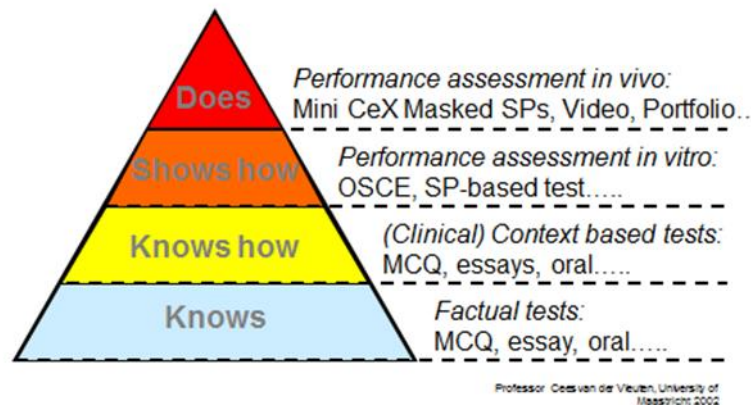 Does
Performance assessment in vivo:
Mini CeX Masked SPs, Video, Portfolio..
Shows how
Performance assessment in vitro:
OSCE, SP-based test.....
Knows how
(Clinical) Context based tests:
MCQ, essays, oral.....
Knows
Factual tests:
MCQ, essay, oral.....
Professor Cees van der Vleuten, University of
Maastricht 2002